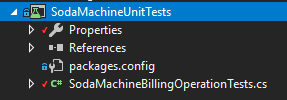 SodaMachineUnitTests
Properties
References
packages.config
C# SodaMachineBillingOperationTests.cs